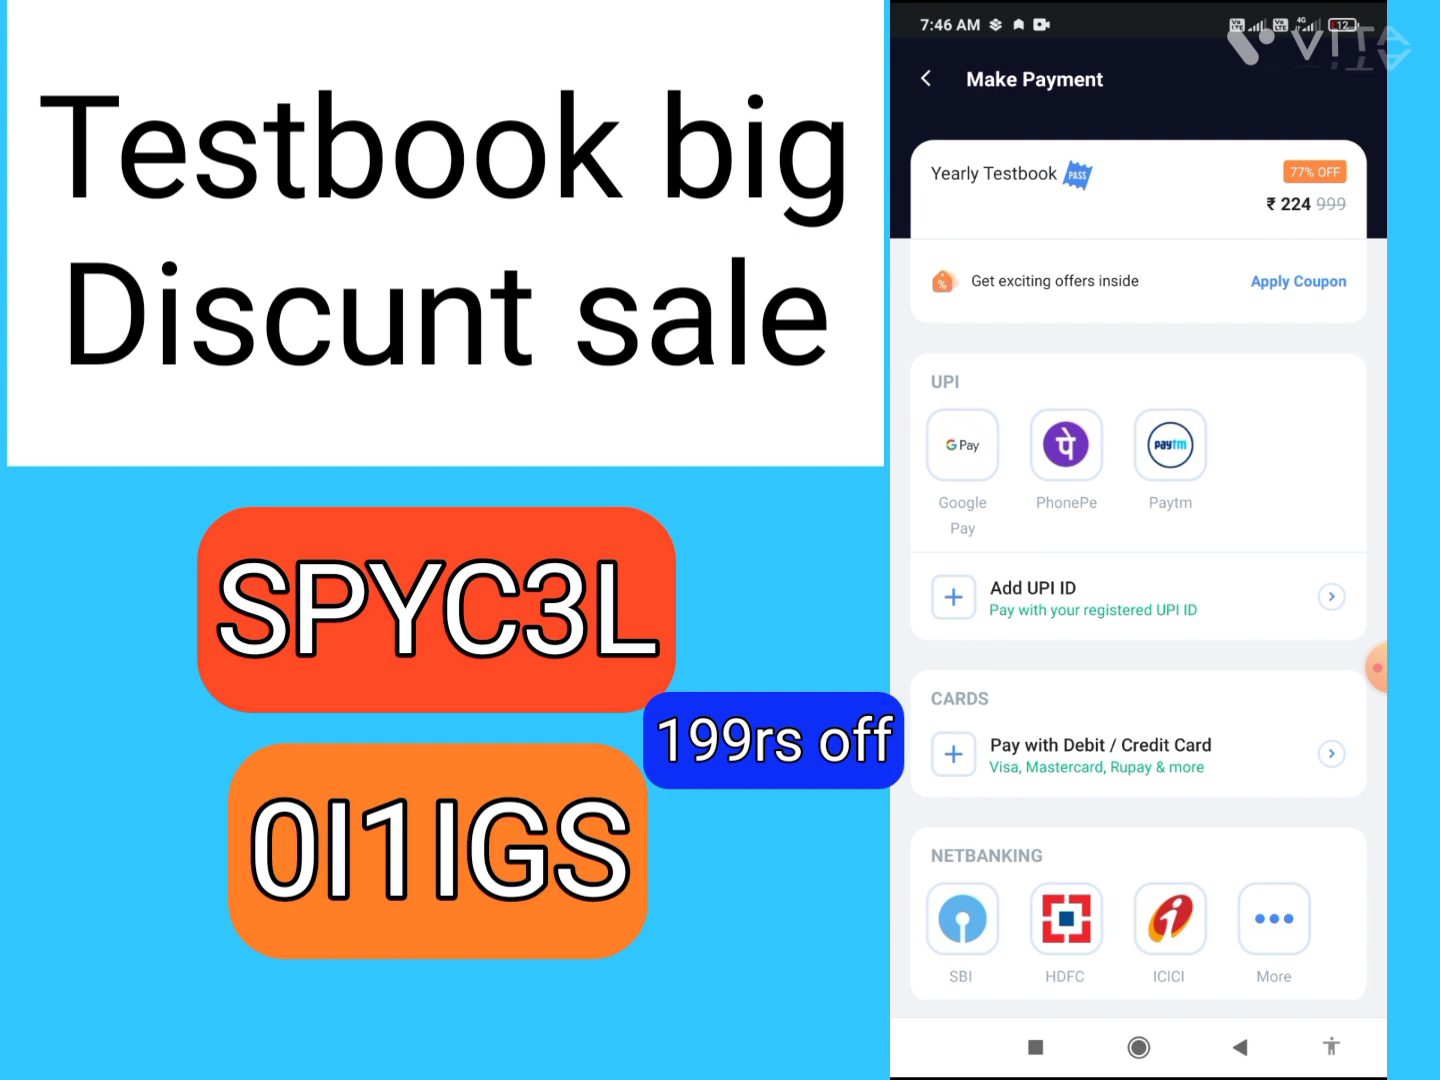 Testbook big
Discunt sale
SPYC3L
199rs off
0I1IGS
7:46 AM
4G
12
VITA
Make Payment
Yearly Testbook PASS
77% OFF
₹ 224 999
Get exciting offers inside
Apply Coupon
UPI
G Pay
पे
paytm
Google
Pay
PhonePe
Paytm
Add UPI ID
Pay with your registered UPI ID
CARDS
Pay with Debit / Credit Card
Visa, Mastercard, Rupay & more
NETBANKING
SBI
HDFC
ICICI
More